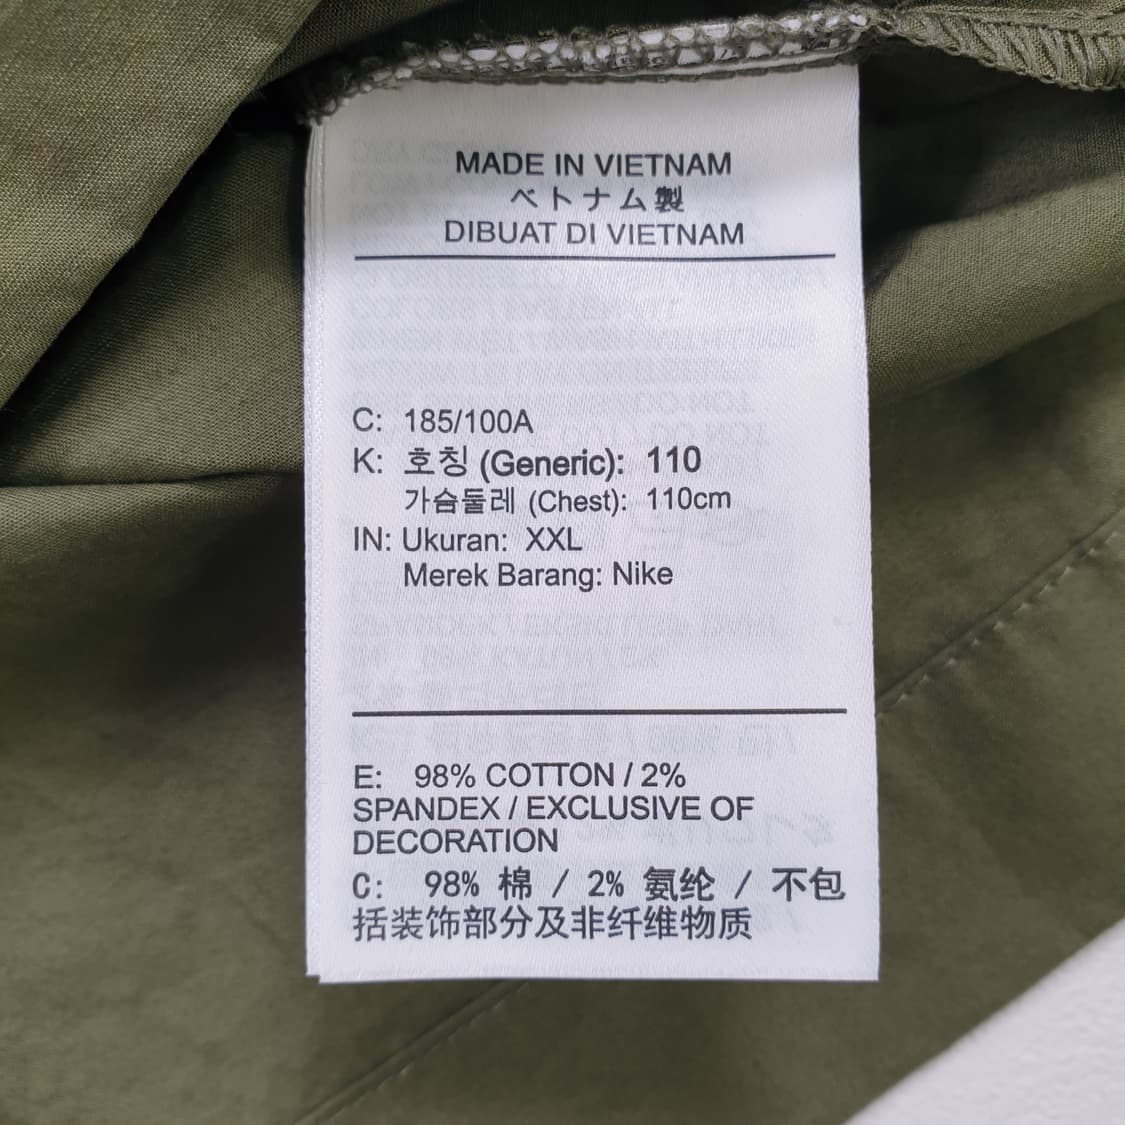 MADE IN VIETNAM
ベトナム製
DIBUAT DI VIETNAM
C: 185/100A
K: 호칭 (Generic): 110
가슴둘레 (Chest): 110cm
IN: Ukuran: XXL
Merek Barang: Nike
E: 98% COTTON / 2%
SPANDEX / EXCLUSIVE OF
DECORATION
C: 98% 棉 / 2% 氨纶 / 不包
括装饰部分及非纤维物质